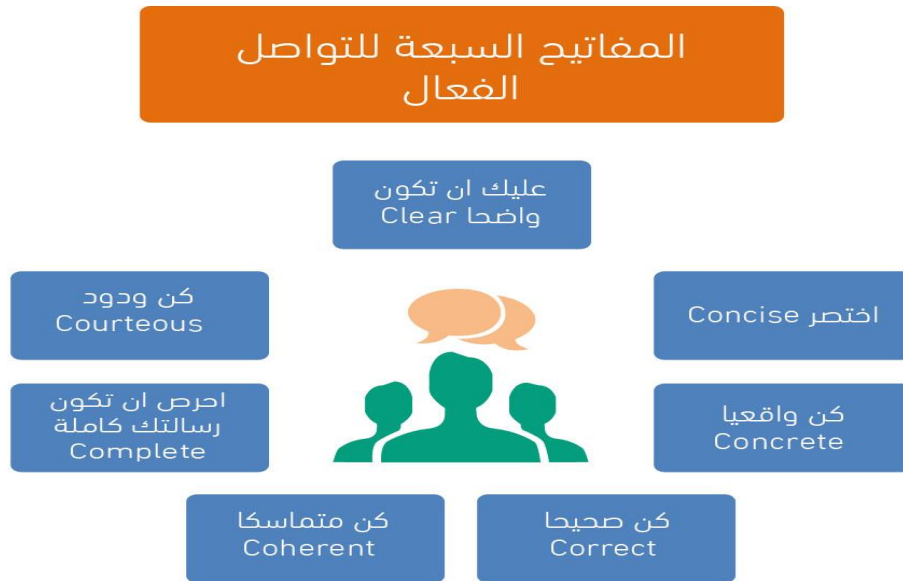 المفاتيح السبعة للتواصل
الفعال
عليك ان تكون
واضحا Clear
اختصر Concise
كن واقعيا
Concrete
كن صحيحا
Correct
كن متماسكا
Coherent
احرص ان تكون
رسالتك كاملة
Complete
كن ودود
Courteous